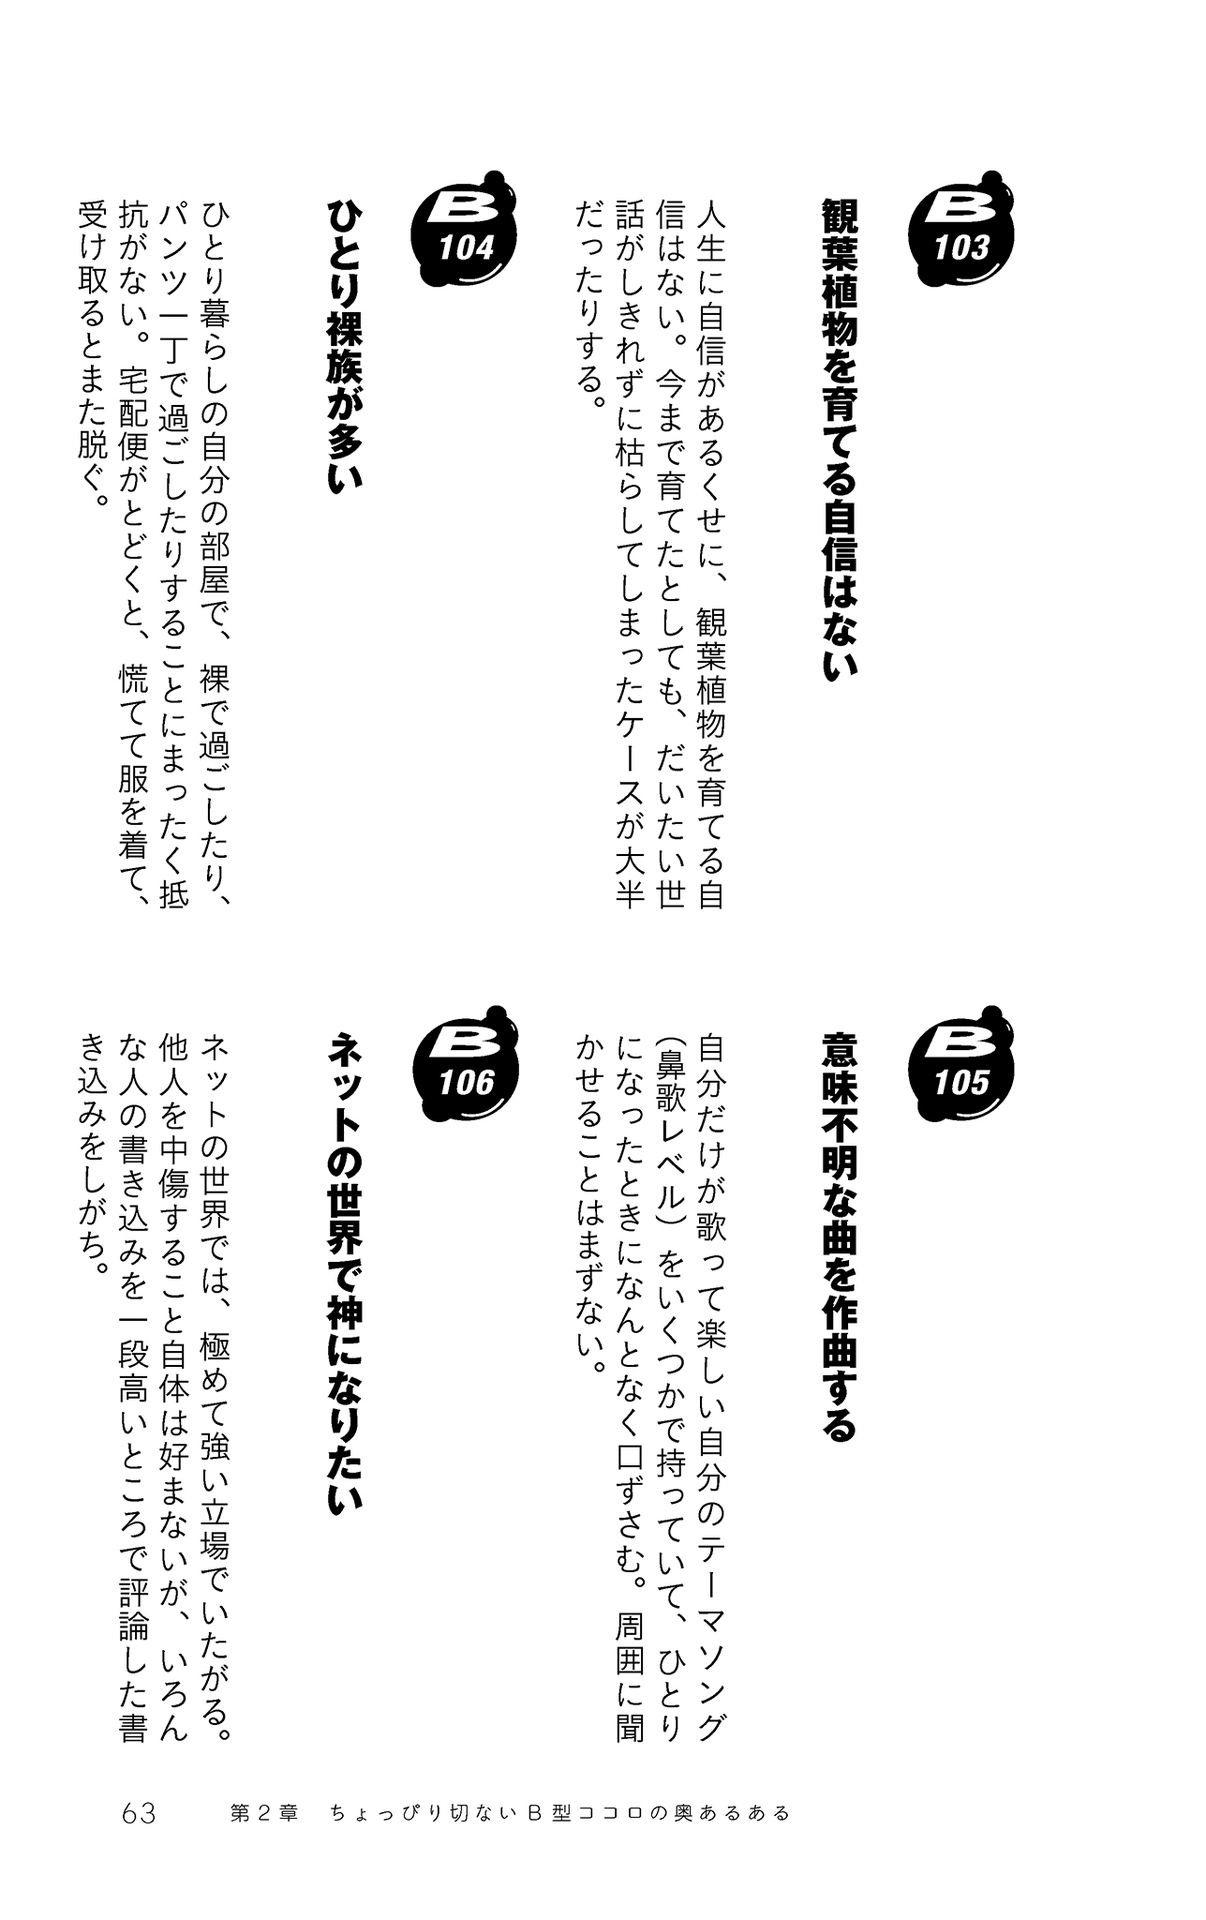 B
103
観葉植物を育てる自信はない
人生に自信があるくせに、観葉植物を育てる自
信はない。今まで育てたとしても、だいたい世
話がしきれずに枯らしてしまったケースが大半
だったりする。
B
104
ひとり裸族が多い
ひとり暮らしの自分の部屋で、裸で過ごしたり、
パンツ一丁で過ごしたりすることにまったく抵
抗がない。宅配便がとどくと、慌てて服を着て、
受け取るとまた脱ぐ。
B
105
意味不明な曲を作曲する
自分だけが歌って楽しい自分のテーマソング
（鼻歌レベル）をいくつかで持っていて、ひとり
になったときになんとなく口ずさむ。周囲に聞
かせることはまずない。
B
106
ネットの世界で神になりたい
ネットの世界では、極めて強い立場でいたがる。
他人を中傷すること自体は好まないが、いろん
な人の書き込みを一段高いところで評論した書
き込みをしがち。
63 第2章 ちょっぴり切ないB型ココロの奥あるある